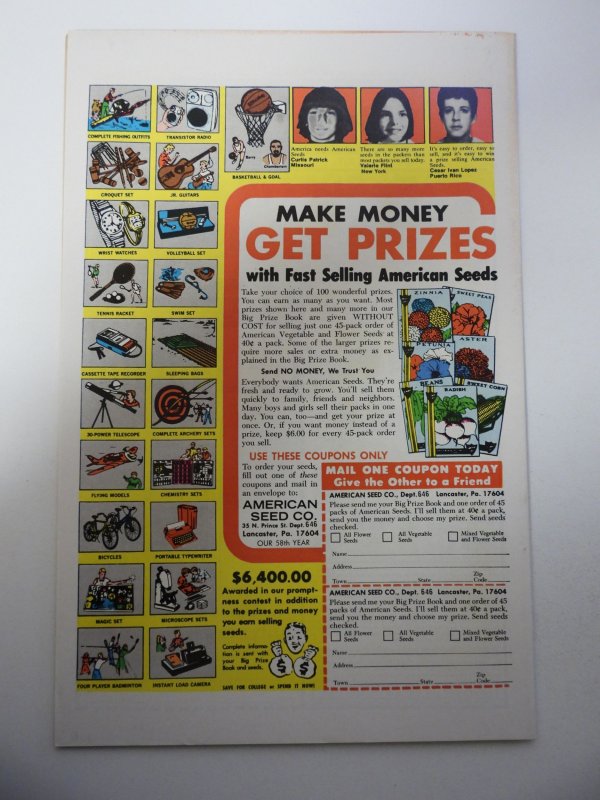 COMPLETE FISHING OUTFITS
TRANSISTOR RADIO
CROQUET SET
JR. GUITARS
WRIST WATCHES
VOLLEYBALL SET
TENNIS RACKET
SWIM SET
CASSETTE TAPE RECORDER
SLEEPING BAGS
30-POWER TELESCOPE
COMPLETE ARCHERY SETS
FLYING MODELS
CHEMISTRY SETS
BICYCLES
PORTABLE TYPEWRITER
MAGIC SET
MICROSCOPE SETS
FOUR PLAYER BADMINTON
INSTANT LOAD CAMERA
Barry
Chamberlain
BASKETBALL & GOAL
America needs American
Seeds
Curtis Patrick
Missouri
There are so many more
seeds in the packets than
most packets you sell today.
Valarie Flint
New York
It's easy to order, easy to
sell, and it's easy to win
a prize selling American
Seeds.
Cesar Ivan Lopez
Puerto Rico
MAKE MONEY
GET PRIZES
with Fast Selling American Seeds
Take your choice of 100 wonderful prizes.
You can earn as many as you want. Most
prizes shown here and many more in our
Big Prize Book are given WITHOUT
COST for selling just one 45-pack order of
American Vegetable and Flower Seeds at
40¢ a pack. Some of the larger prizes re-
quire more sales or extra money as ex-
plained in the Big Prize Book.
Send NO MONEY, We Trust You
Everybody wants American Seeds. They're
fresh and ready to grow. You'll sell them
quickly to family, friends and neighbors.
Many boys and girls sell their packs in one
day. You can, too—and get your prize at
once. Or, if you want money instead of a
prize, keep $6.00 for every 45-pack order
you sell.
ZINNIA
SWEET PEAS
PETUNIA
ASTER
BEANS
RADISH
SWEET CORN
USE THESE COUPONS ONLY
To order your seeds,
fill out one of these
coupons and mail in
an envelope to:
AMERICAN
SEED CO.
35 N. Prince St. Dept. 646
Lancaster, Pa. 17604
OUR 58th YEAR
$6,400.00
Awarded in our prompt-
ness contest in addition
to the prizes and money
you earn selling
seeds.
Complete informa-
tion is sent with
your Big Prize
Book and seeds.
$ $
SAVE FOR COLLEGE or SPEND IT NOW!
MAIL ONE COUPON TODAY
Give the Other to a Friend
AMERICAN SEED CO., Dept. 646 Lancaster, Pa. 17604
Please send me your Big Prize Book and one order of 45
packs of American Seeds. I'll sell them at 40¢ a pack,
send you the money and choose my prize. Send seeds
checked.
All Flower
Seeds
All Vegetable
Seeds
Mixed Vegetable
and Flower Seeds
Name
Address
Town State Zip Code
AMERICAN SEED CO., Dept. 646 Lancaster, Pa. 17604
Please send me your Big Prize Book and one order of 45
packs of American Seeds. I'll sell them at 40¢ a pack,
send you the money and choose my prize. Send seeds
checked.
All Flower
Seeds
All Vegetable
Seeds
Mixed Vegetable
and Flower Seeds
Name
Address
Town State Zip Code